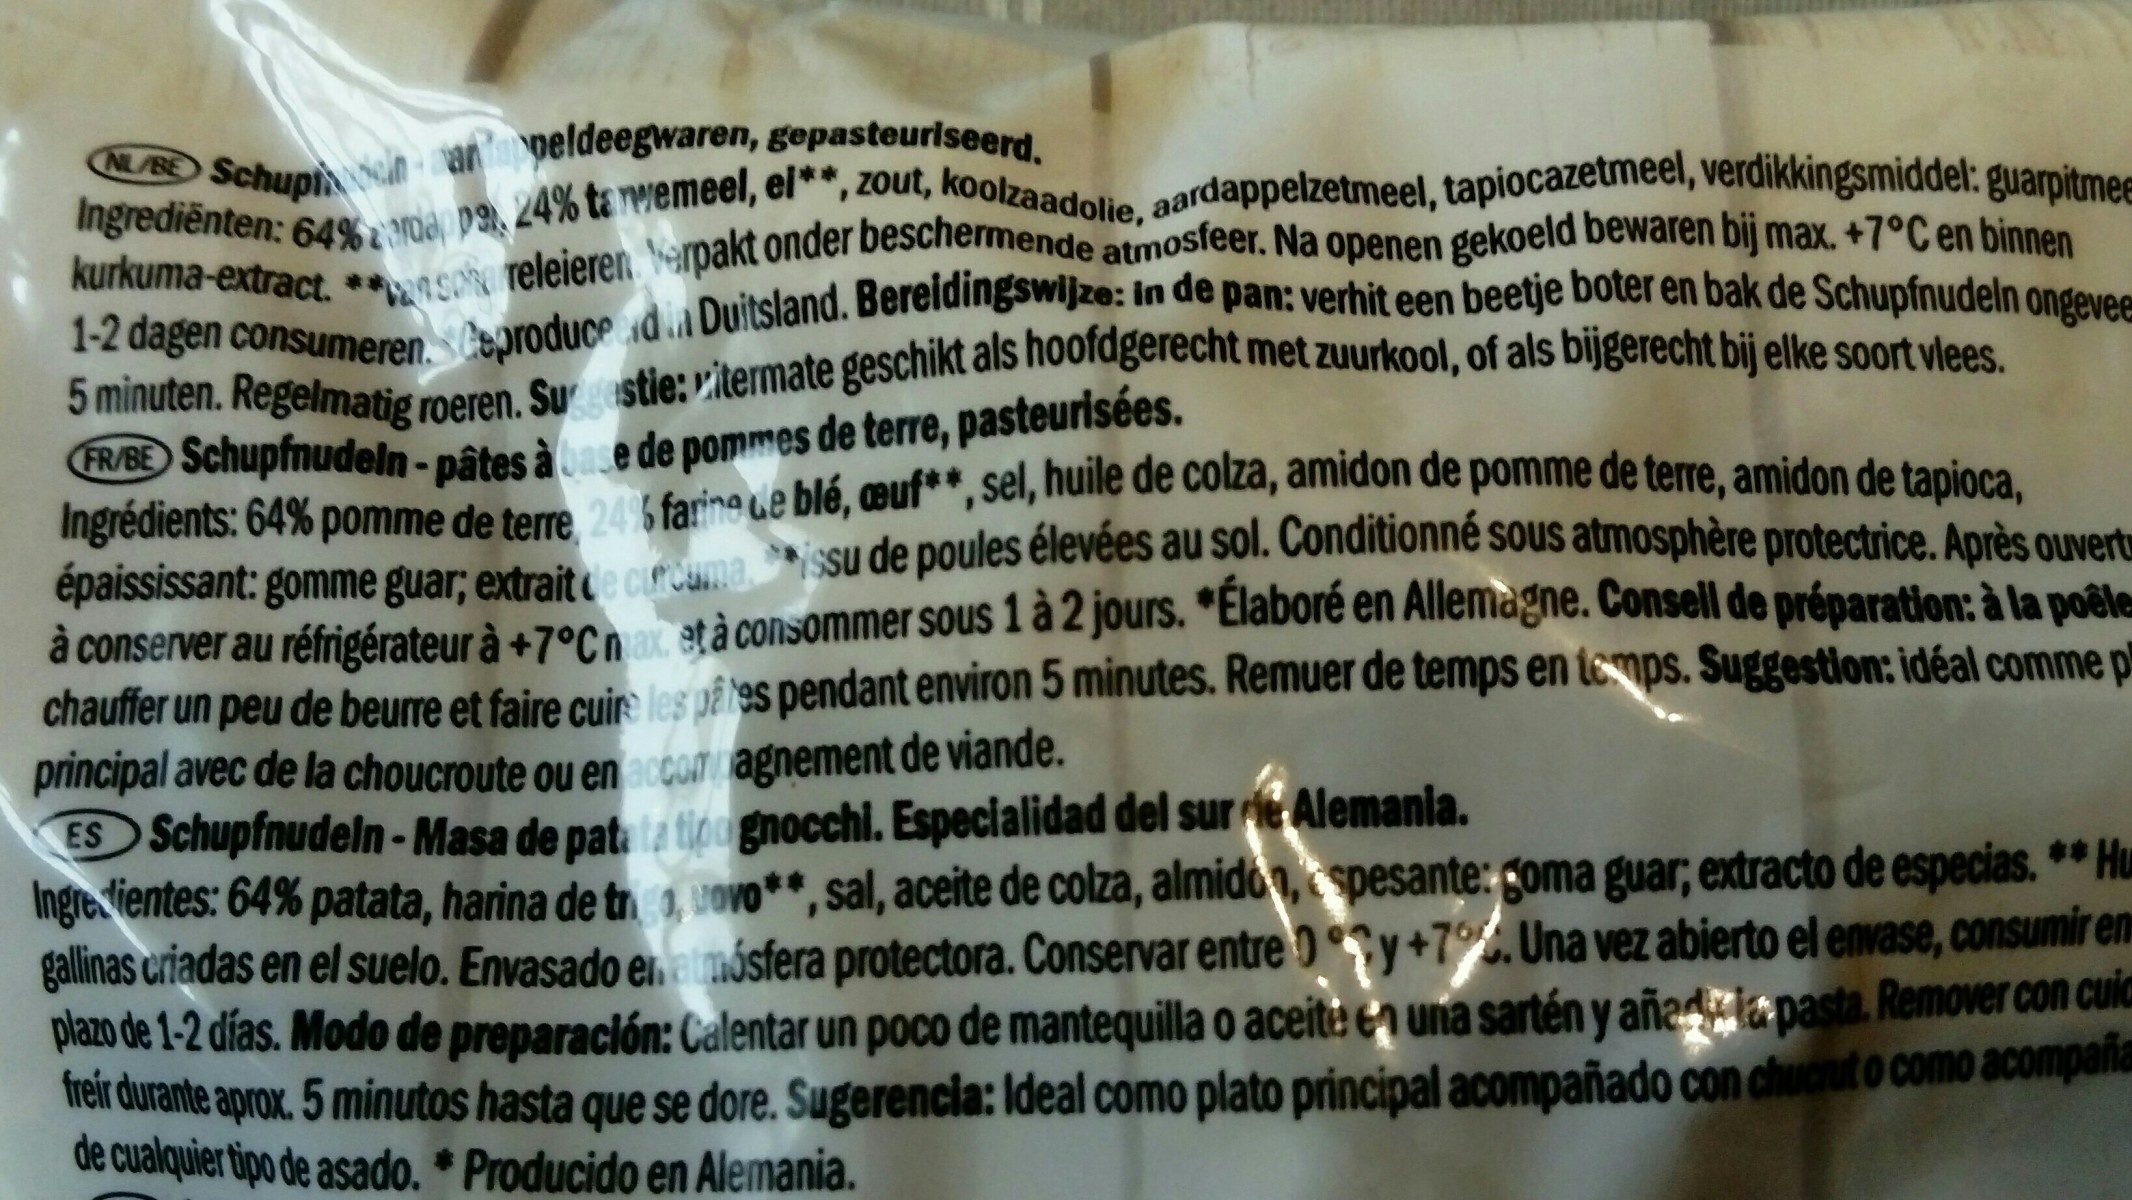 NL/BE Schupfnudeln - aardappeldeegwaren, gepasteuriseerd.
Ingrediënten: 64% aardappel, 24% tarwemeel, ei**, zout, koolzaadolie, aardappelzetmeel, tapiocazetmeel, verdikkingsmiddel: guarpitmee
kurkuma-extract. **van scharreleieren. Verpakt onder beschermende atmosfeer. Na openen gekoeld bewaren bij max. +7°C en binnen
1-2 dagen consumeren. *Geproduceerd in Duitsland. Bereidingswijze: in de pan: verhit een beetje boter en bak de Schupfnudeln ongevee
5 minuten. Regelmatig roeren. Suggestie: uitermate geschikt als hoofdgerecht met zuurkool, of als bijgerecht bij elke soort vlees.
FR/BE Schupfnudeln - pâtes à base de pommes de terre, pasteurisées.
Ingrédients: 64% pomme de terre, 24% farine de blé, œuf**, sel, huile de colza, amidon de pomme de terre, amidon de tapioca,
épaississant: gomme guar; extrait de curcuma. **issu de poules élevées au sol. Conditionné sous atmosphère protectrice. Après ouvertu
à conserver au réfrigérateur à +7°C max. et à consommer sous 1 à 2 jours. *Élaboré en Allemagne. Conseil de préparation: à la poêle
chauffer un peu de beurre et faire cuire les pâtes pendant environ 5 minutes. Remuer de temps en temps. Suggestion: idéal comme pl
principal avec de la choucroute ou en accompagnement de viande.
ES Schupfnudeln - Masa de patata tipo gnocchi. Especialidad del sur de Alemania.
Ingredientes: 64% patata, harina de trigo, uovo**, sal, aceite de colza, almidón, espesante: goma guar; extracto de especias. ** Hu
gallinas criadas en el suelo. Envasado en atmósfera protectora. Conservar entre 0 °C y +7°C. Una vez abierto el envase, consumir en
plazo de 1-2 días. Modo de preparación: Calentar un poco de mantequilla o aceite en una sartén y añadir la pasta. Remover con cuid
freír durante aprox. 5 minutos hasta que se dore. Sugerencia: Ideal como plato principal acompañado con chucrut o como acompaña
de cualquier tipo de asado. * Producido en Alemania.